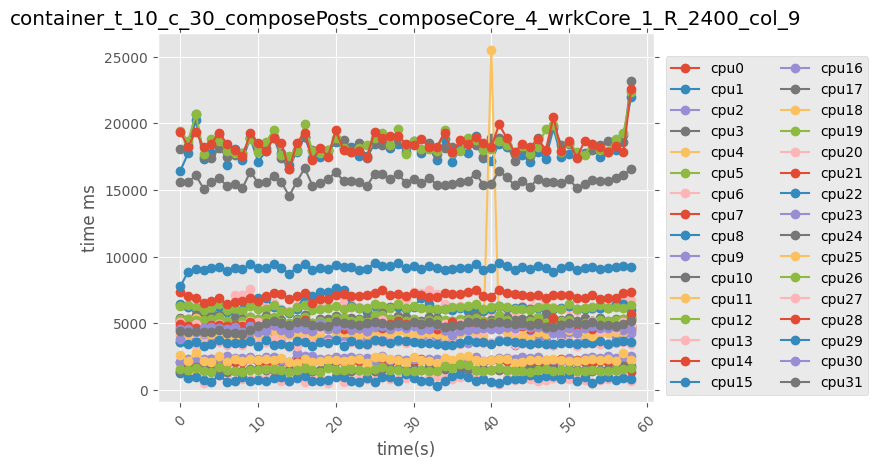 container_t_10_c_30_composePosts_composeCore_4_wrkCore_1_R_2400_col_9
time ms
25000
20000
15000
10000
5000
0
0
10
20
30
40
50
60
time(s)
cpu0
cpu1
cpu2
cpu3
cpu4
cpu5
cpu6
cpu7
cpu8
cpu9
cpu10
cpu11
cpu12
cpu13
cpu14
cpu15
cpu16
cpu17
cpu18
cpu19
cpu20
cpu21
cpu22
cpu23
cpu24
cpu25
cpu26
cpu27
cpu28
cpu29
cpu30
cpu31